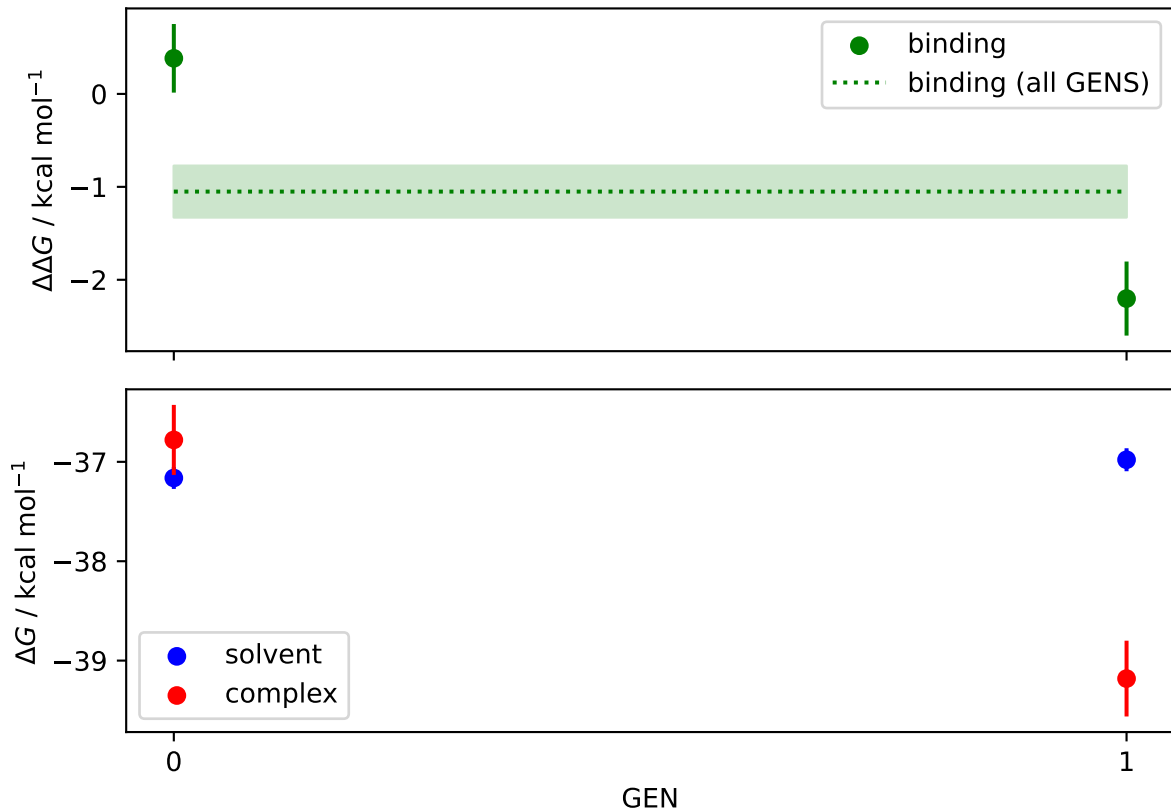 binding
binding (all GENS)
0
−1
−2
ΔΔG / kcal mol⁻¹
−37
−38
−39
ΔG / kcal mol⁻¹
solvent
complex
0
1
GEN